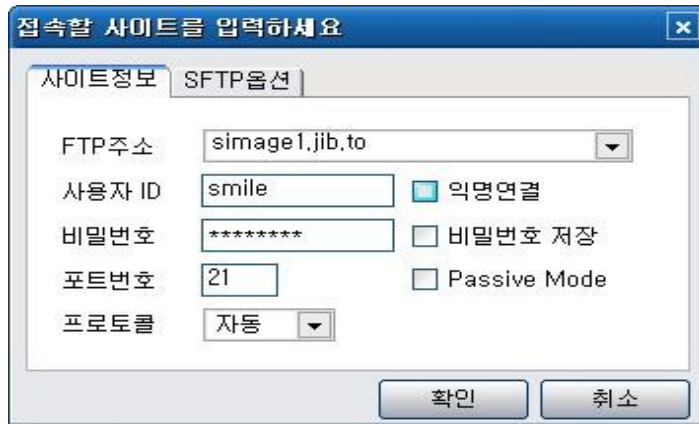 접속할 사이트를 입력하세요
사이트정보 SFTP옵션
FTP주소 simage1.jib.to
사용자 ID smile 익명연결
비밀번호 ******** 비밀번호 저장
포트번호 21 Passive Mode
프로토콜 자동
확인 취소